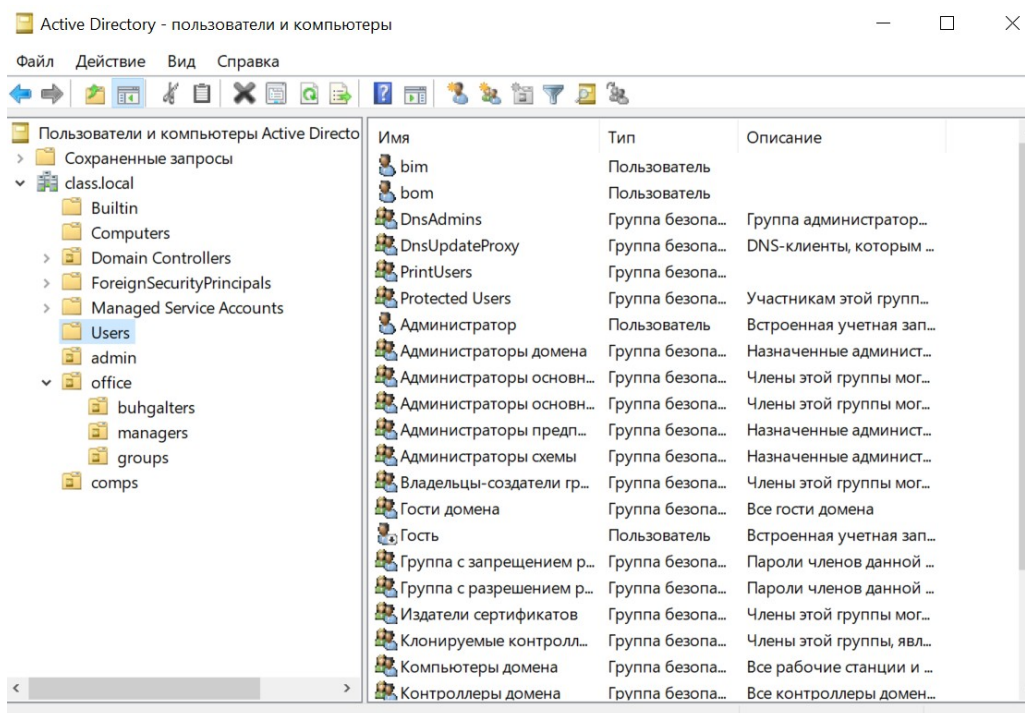 Active Directory - пользователи и компьютеры
Файл Действие Вид Справка
Пользователи и компьютеры Active Directo
Сохраненные запросы
class.local
Builtin
Computers
Domain Controllers
ForeignSecurityPrincipals
Managed Service Accounts
Users
admin
office
buhgalters
managers
groups
comps
Имя Тип Описание
bim Пользователь
bom Пользователь
DnsAdmins Группа безопа... Группа администратор...
DnsUpdateProxy Группа безопа... DNS-клиенты, которым ...
PrintUsers Группа безопа...
Protected Users Группа безопа... Участникам этой групп...
Администратор Пользователь Встроенная учетная зап...
Администраторы домена Группа безопа... Назначенные админист...
Администраторы основн... Группа безопа... Члены этой группы мог...
Администраторы основн... Группа безопа... Члены этой группы мог...
Администраторы предп... Группа безопа... Назначенные админист...
Администраторы схемы Группа безопа... Назначенные админист...
Владельцы-создатели гр... Группа безопа... Члены этой группы мог...
Гости домена Группа безопа... Все гости домена
Гость Пользователь Встроенная учетная зап...
Группа с запрещением р... Группа безопа... Пароли членов данной ...
Группа с разрешением р... Группа безопа... Пароли членов данной ...
Издатели сертификатов Группа безопа... Члены этой группы мог...
Клонируемые контролл... Группа безопа... Члены этой группы, явл...
Компьютеры домена Группа безопа... Все рабочие станции и ...
Контроллеры домена Группа безопа... Все контроллеры домен...